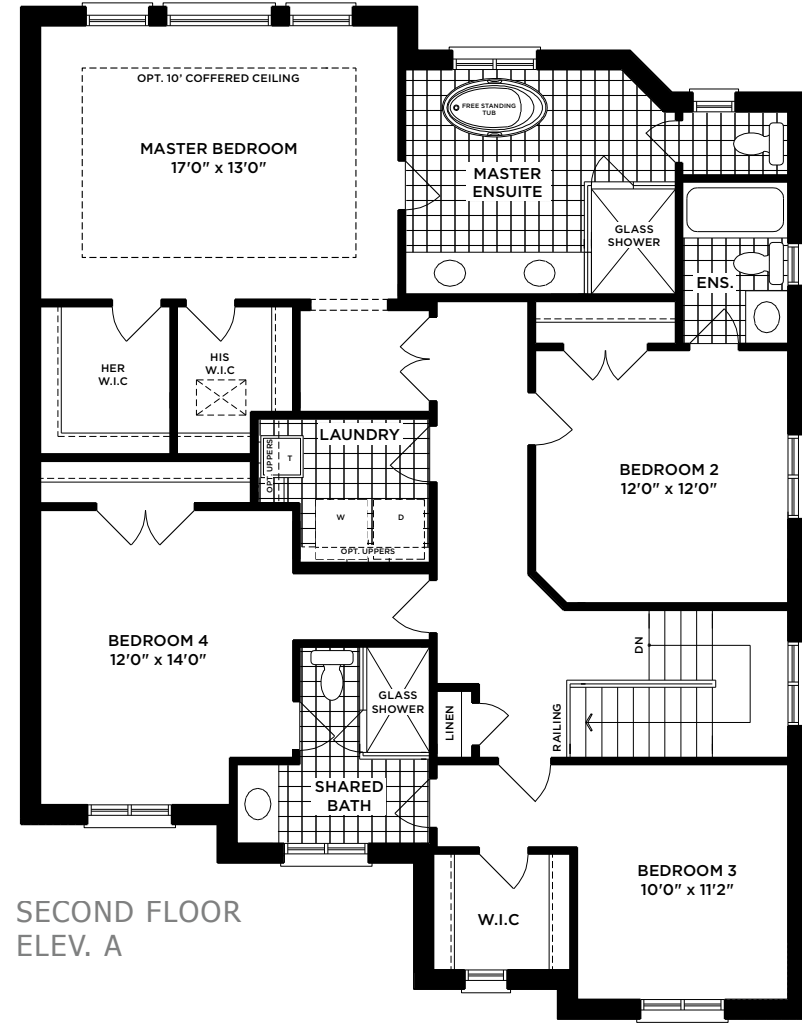 OPT. 10' COFFERED CEILING
MASTER BEDROOM
17'0" x 13'0"
FREE STANDING
TUB
MASTER
ENSUITE
GLASS
SHOWER
ENS.
HER
W.I.C
HIS
W.I.C
LAUNDRY
OPT. UPPERS
T
W
D
OPT. UPPERS
BEDROOM 2
12'0" x 12'0"
BEDROOM 4
12'0" x 14'0"
DN
GLASS
SHOWER
LINEN
RAILING
SHARED
BATH
BEDROOM 3
10'0" x 11'2"
W.I.C
SECOND FLOOR
ELEV. A